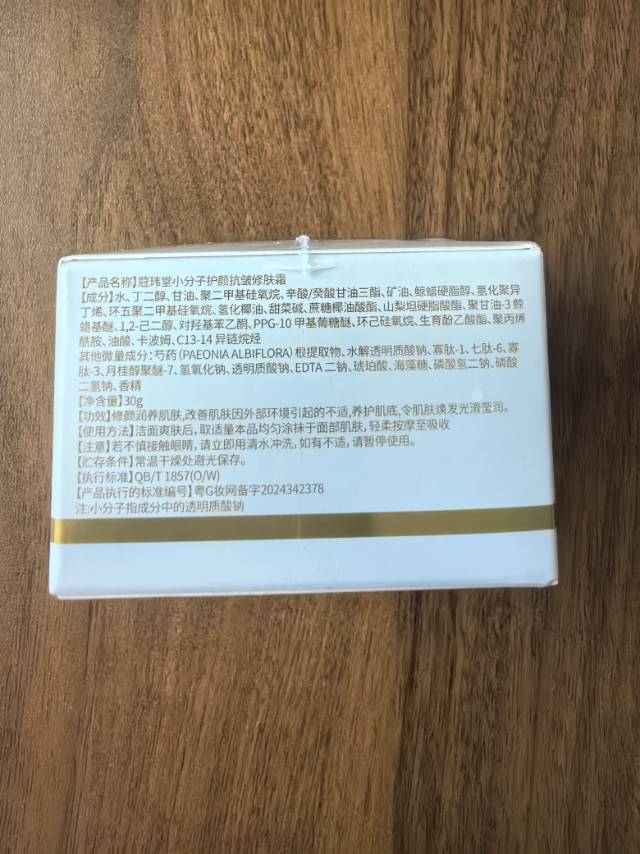 【产品名称】蔻玮堂小分子护颜抗皱修肤霜
【成分】水、丁二醇、甘油、聚二甲基硅氧烷、辛酸/癸酸甘油三酯、矿油、鲸蜡硬脂醇、氢化聚异
丁烯、环五聚二甲基硅氧烷、氢化椰油、甜菜碱、蔗糖椰油酸酯、山梨坦硬脂酸酯、聚甘油-3 鲸
蜡基醚、1,2-己二醇、对羟基苯乙酮、PPG-10 甲基葡糖醚、环己硅氧烷、生育酚乙酸酯、聚丙烯
酰胺、油酸、卡波姆、C13-14 异链烷烃
其他微量成分:芍药(PAEONIA ALBIFLORA)根提取物、水解透明质酸钠、寡肽-1、七肽-6、寡
肽-3、月桂醇聚醚-7、氢氧化钠、透明质酸钠、EDTA 二钠、琥珀酸、海藻糖、磷酸氢二钠、磷酸
二氢钠、香精
【净含量】30g
【功效】修颜润养肌肤,改善肌肤因外部环境引起的不适,养护肌底,令肌肤焕发光滑莹润。
【使用方法】洁面爽肤后,取适量本品均匀涂抹于面部肌肤,轻柔按摩至吸收
【注意】若不慎接触眼睛,请立即用清水冲洗,如有不适,请暂停使用。
【贮存条件】常温干燥处避光保存。
【执行标准】QB/T 1857(O/W)
【产品执行的标准编号】粤G妆网备字2024342378
注:小分子指成分中的透明质酸钠